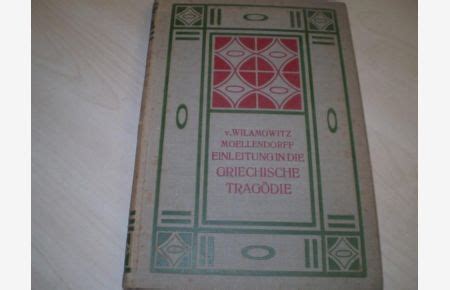 v. WILAMOWITZ
MOELLENDORFF
EINLEITUNG IN DIE
GRIECHISCHE
TRAGÖDIE